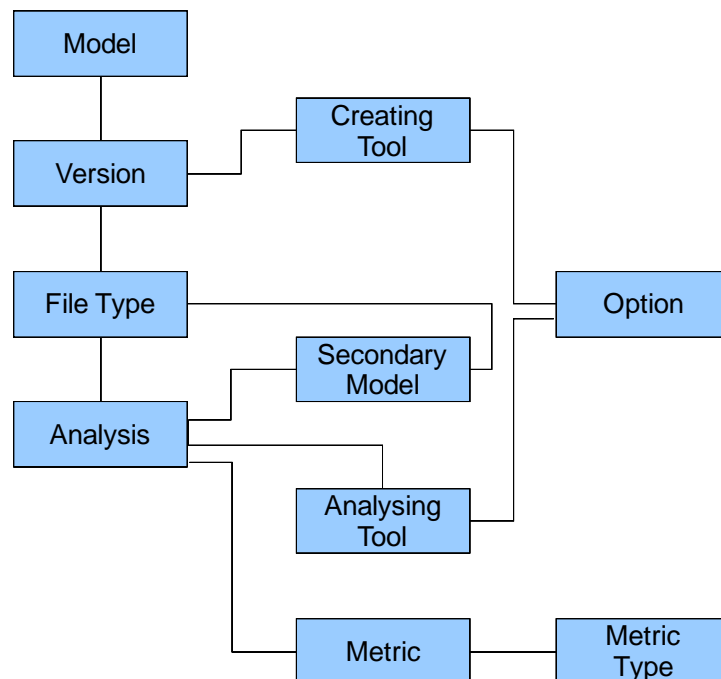 Model
Creating
Tool
Version
File Type
Option
Secondary
Model
Analysis
Analysing
Tool
Metric
Metric
Type